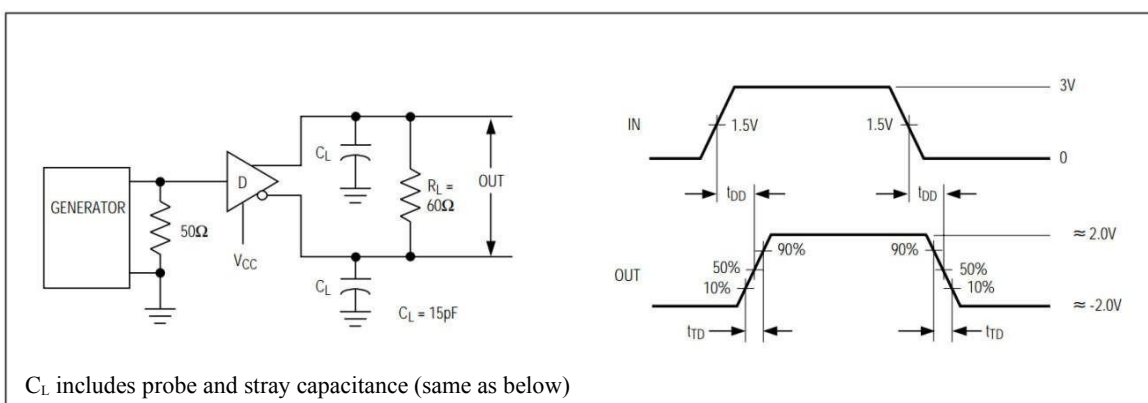 GENERATOR
50Ω
D
VCC
CL
CL
RL =
60Ω
OUT
CL = 15pF
IN
1.5V
1.5V
3V
0
tDD
tDD
OUT
90%
50%
10%
90%
50%
10%
≈ 2.0V
≈ -2.0V
tTD
tTD
CL includes probe and stray capacitance (same as below)